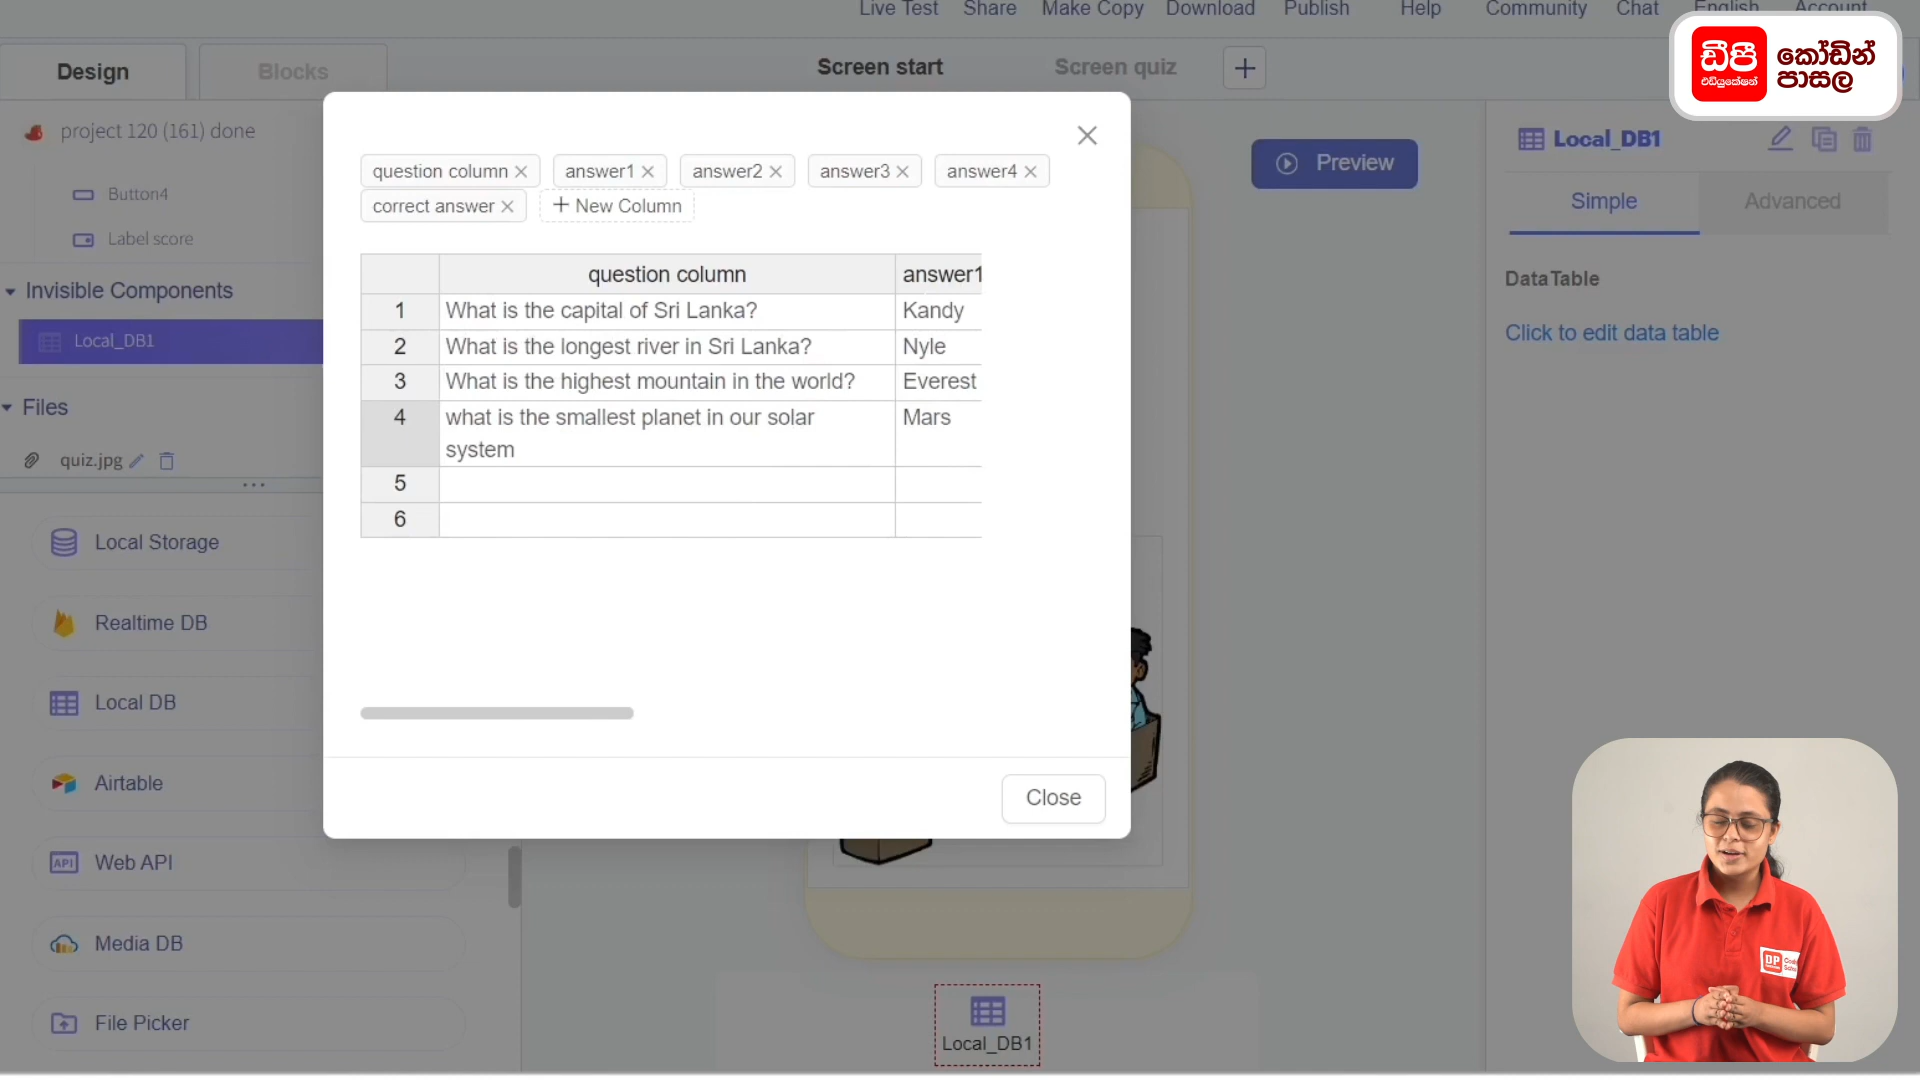 Live Test Share Make Copy Download Publish Help Community Chat English Account
ඩීපී
එඩියුකේෂන්
කෝඩින්
පාසල
Design Blocks Screen start Screen quiz +
project 120 (161) done
Button4
Label score
Invisible Components
Local_DB1
Files
quiz.jpg
Local Storage
Realtime DB
Local DB
Airtable
API Web API
Media DB
File Picker
question column × answer1 × answer2 × answer3 × answer4 ×
correct answer × + New Column
question column answer1
1 What is the capital of Sri Lanka? Kandy
2 What is the longest river in Sri Lanka? Nyle
3 What is the highest mountain in the world? Everest
4 what is the smallest planet in our solar Mars
system
5
6
Close
Preview
Local_DB1
Local_DB1
Simple Advanced
DataTable
Click to edit data table
DP